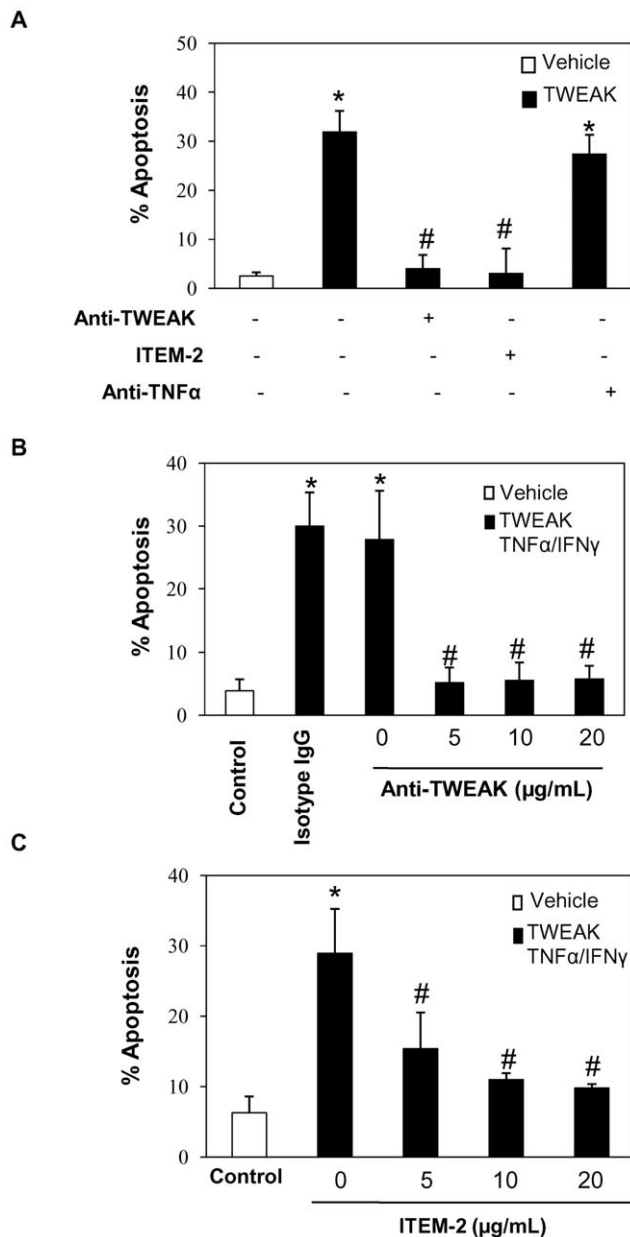 A
50
40
30
20
10
0
% Apoptosis
Vehicle
TWEAK
* # # *
Anti-TWEAK - - + - -
ITEM-2 - - - + -
Anti-TNFα - - - - +
B
40
30
20
10
0
% Apoptosis
Vehicle
TWEAK
TNFα/IFNγ
* * # # #
Control Isotype IgG 0 5 10 20
Anti-TWEAK (µg/mL)
C
40
30
20
10
0
% Apoptosis
Vehicle
TWEAK
TNFα/IFNγ
* # # #
Control 0 5 10 20
ITEM-2 (µg/mL)